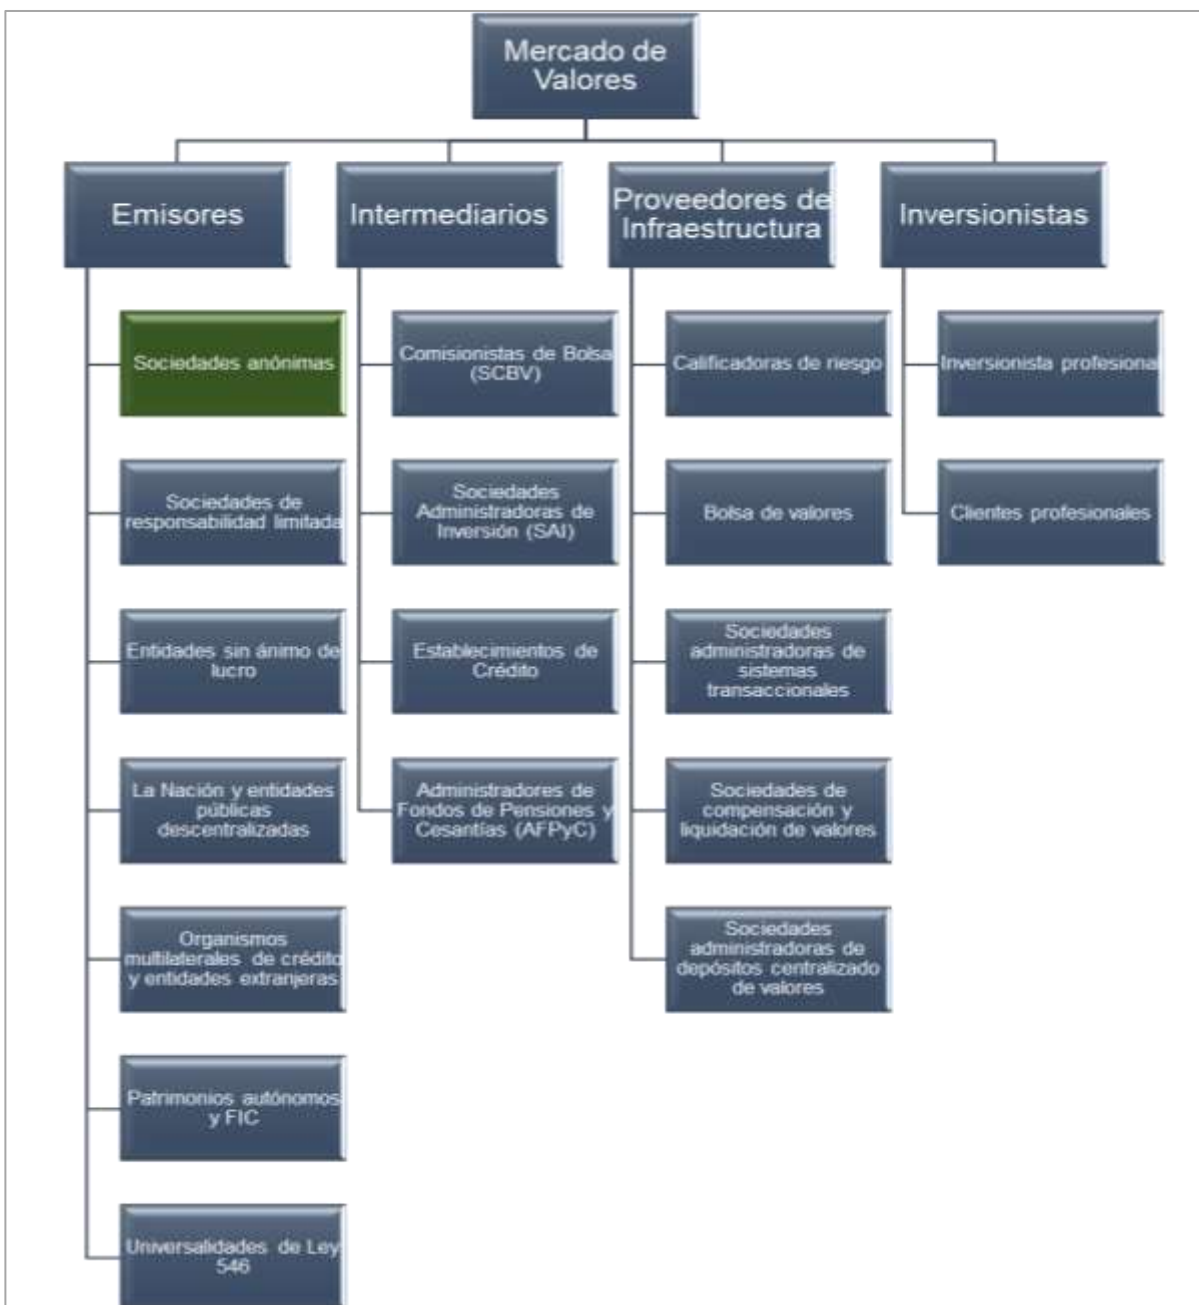 Mercado de
Valores
Emisores
Intermediarios
Proveedores de
Infraestructura
Inversionistas
Sociedades anónimas
Sociedades de
responsabilidad limitada
Entidades sin ánimo de
lucro
La Nación y entidades
públicas
descentralizadas
Organismos
multilaterales de crédito
y entidades extranjeras
Patrimonios autónomos
y FIC
Universalidades de Ley
546
Comisionistas de Bolsa
(SCBV)
Sociedades
Administradoras de
Inversión (SAI)
Establecimientos de
Crédito
Administradores de
Fondos de Pensiones y
Cesantías (AFPyC)
Calificadoras de riesgo
Bolsa de valores
Sociedades
administradoras de
sistemas
transaccionales
Sociedades de
compensación y
liquidación de valores
Sociedades
administradoras de
depósitos centralizado
de valores
Inversionista profesional
Clientes profesionales